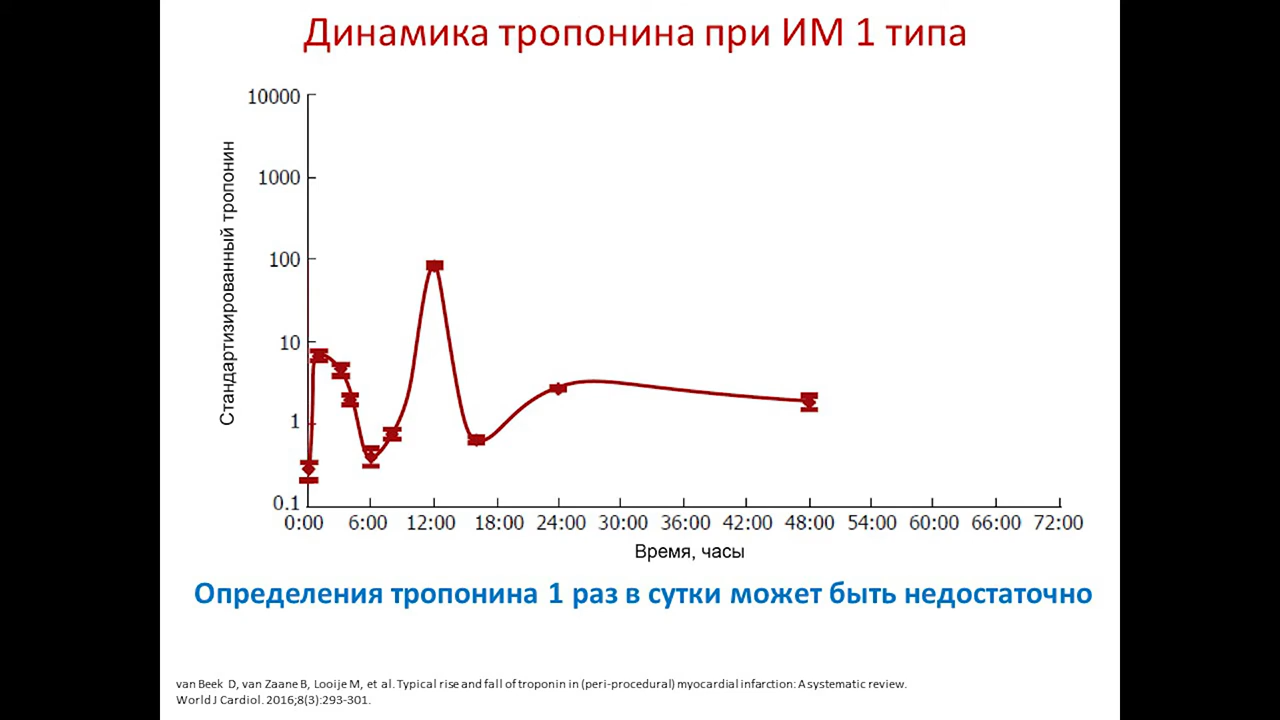 Динамика тропонина при ИМ 1 типа
10000
1000
100
10
1
0.1
Стандартизированный тропонин
0:00 6:00 12:00 18:00 24:00 30:00 36:00 42:00 48:00 54:00 60:00 66:00 72:00
Время, часы
Определения тропонина 1 раз в сутки может быть недостаточно
van Beek D, van Zaane B, Looije M, et al. Typical rise and fall of troponin in (peri-procedural) myocardial infarction: A systematic review.
World J Cardiol. 2016;8(3):293-301.